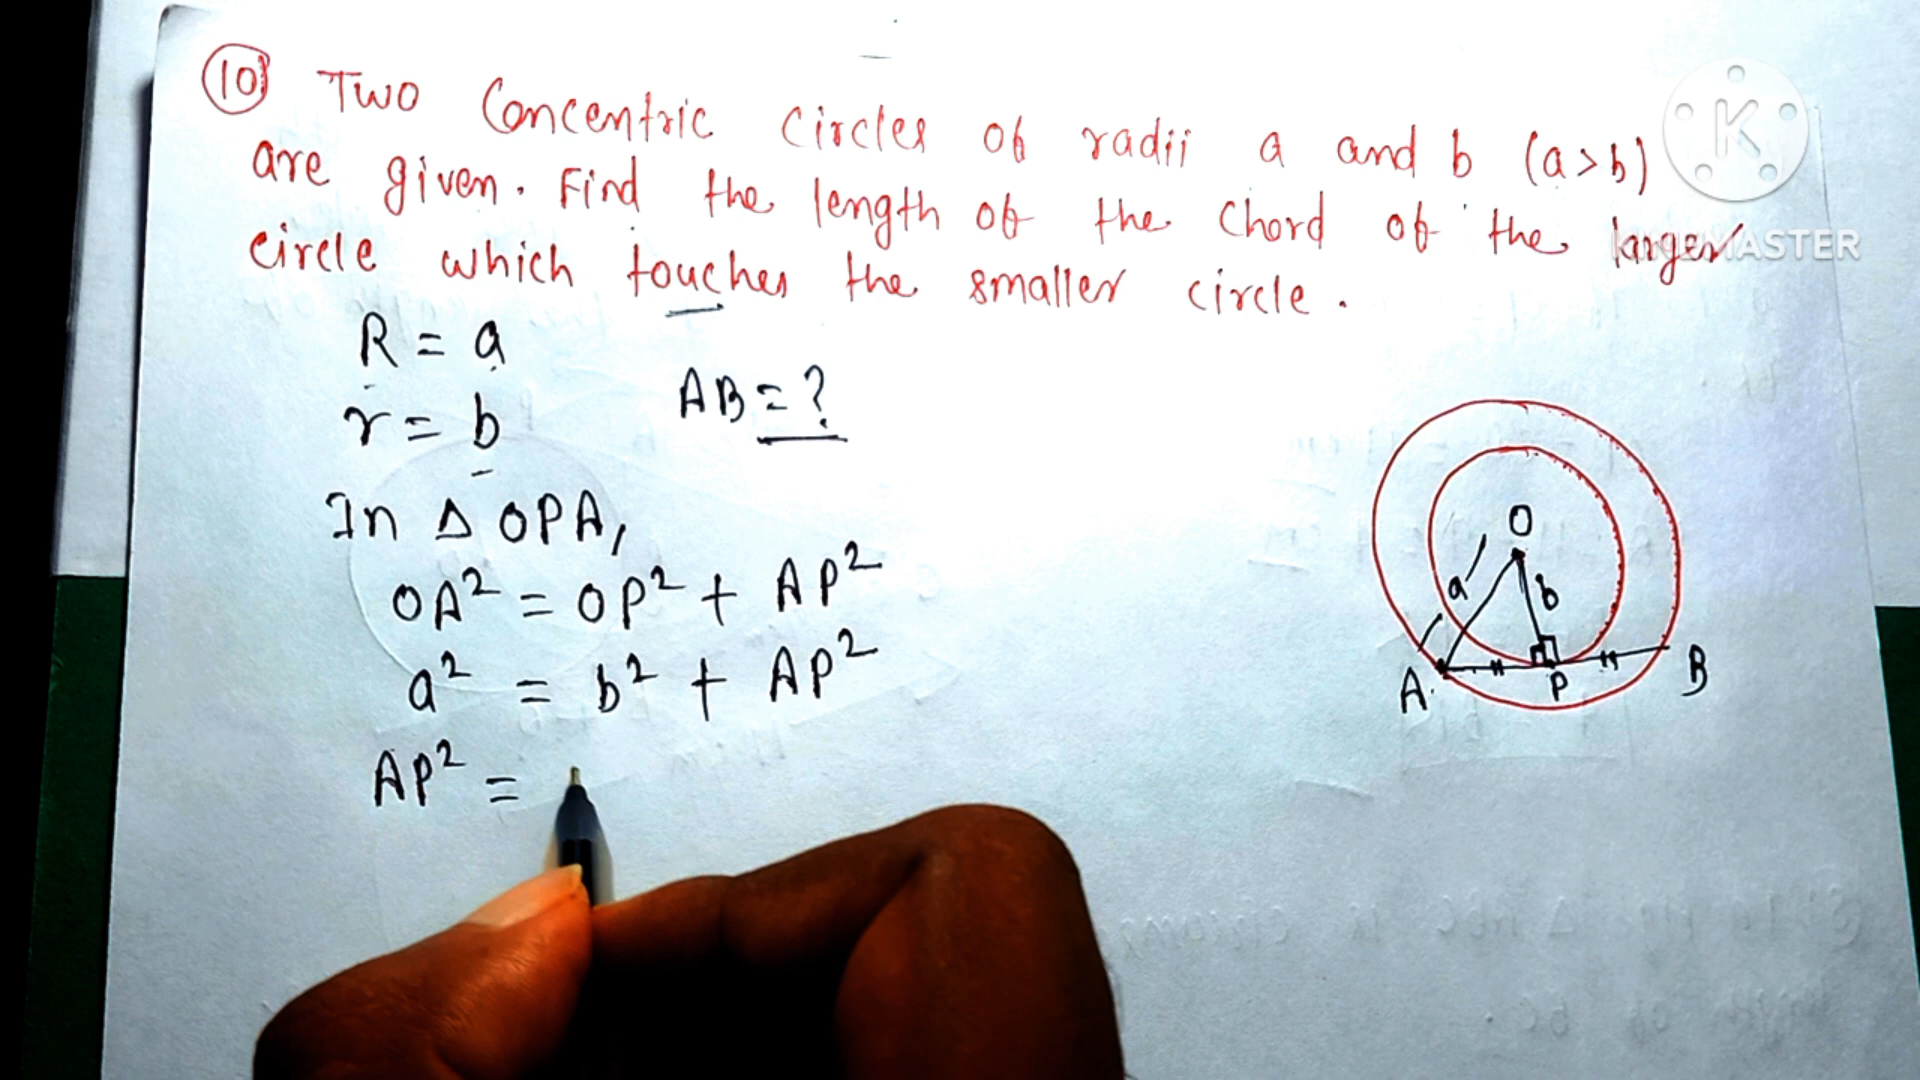 10 Two Concentric circles of radii a and b (a>b)
are given. Find the length of the chord of the larger
circle which touches the smaller circle.
R = a
r = b
AB = ?
In Δ OPA,
OA² = OP² + AP²
a² = b² + AP²
AP² =
O
a
b
A
P
B
K
KINEMASTER